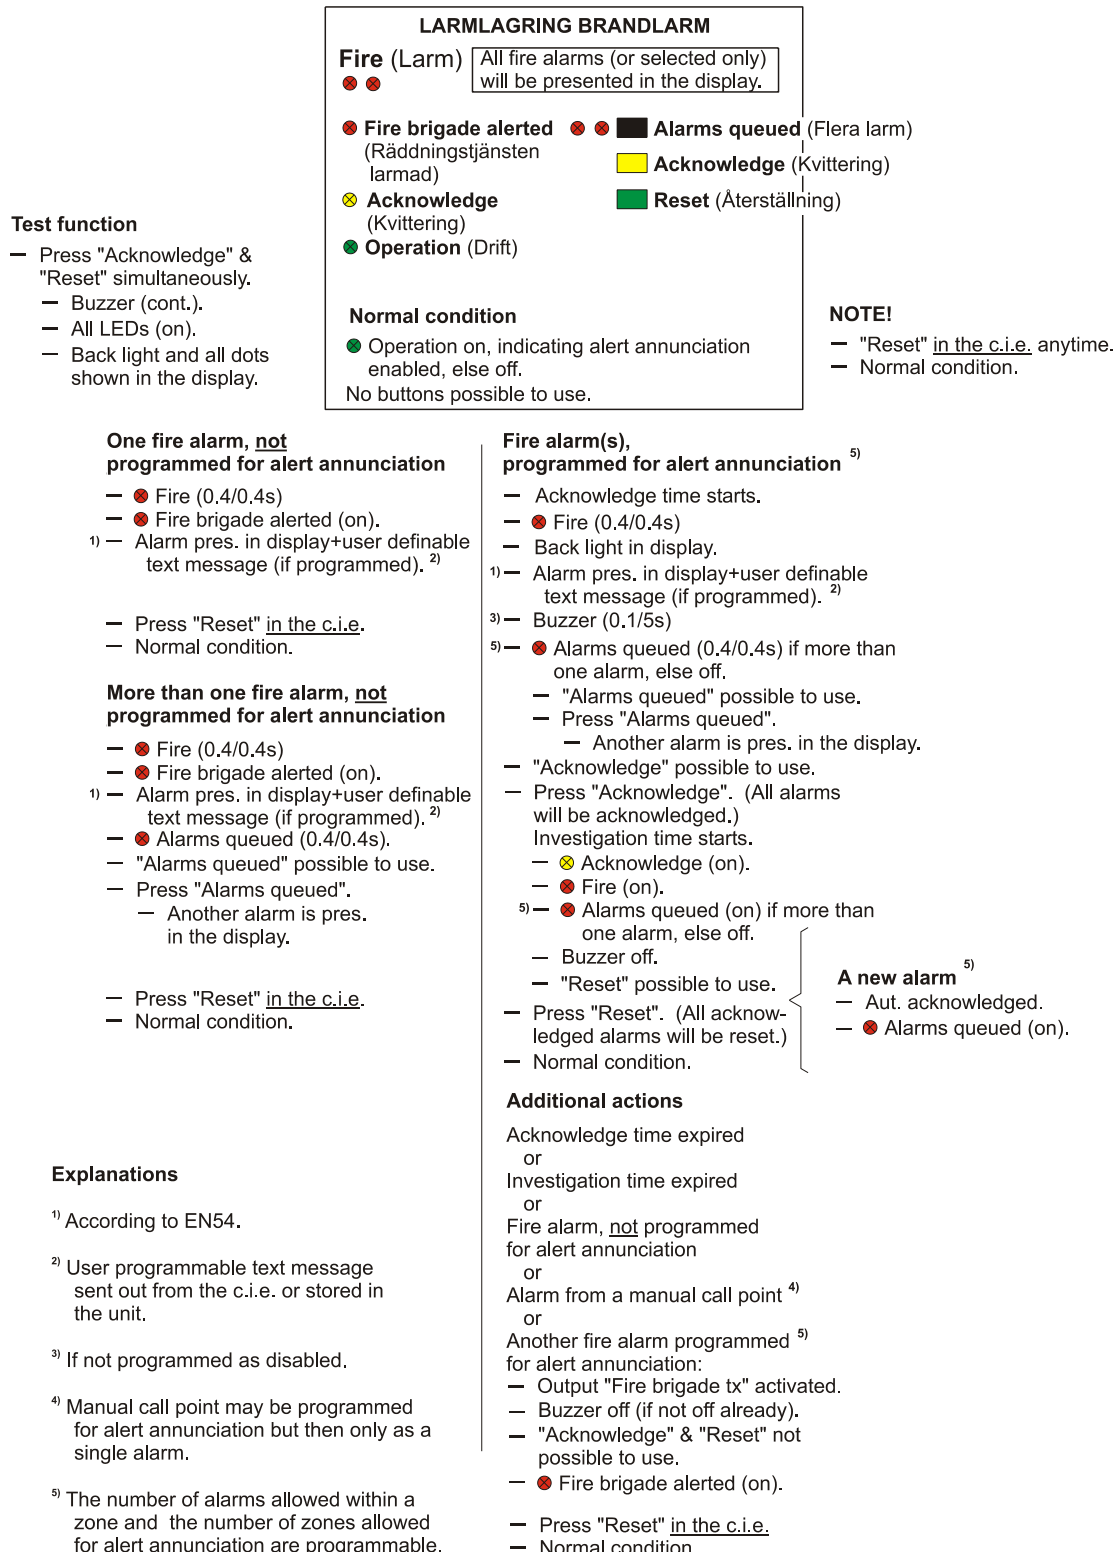 LARMLAGRING BRANDLARM
Fire (Larm)
All fire alarms (or selected only)
will be presented in the display.
Fire brigade alerted
(Räddningstjänsten
larmad)
Acknowledge
(Kvittering)
Operation (Drift)
Alarms queued (Flera larm)
Acknowledge (Kvittering)
Reset (Återställning)
Normal condition
Operation on, indicating alert annunciation
enabled, else off.
No buttons possible to use.
Test function
— Press "Acknowledge" &
"Reset" simultaneously.
— Buzzer (cont.).
— All LEDs (on).
— Back light and all dots
shown in the display.
NOTE!
— "Reset" in the c.i.e. anytime.
— Normal condition.
One fire alarm, not
programmed for alert annunciation
— Fire (0.4/0.4s)
— Fire brigade alerted (on).
1) — Alarm pres. in display+user definable
text message (if programmed). 2)
— Press "Reset" in the c.i.e.
— Normal condition.
More than one fire alarm, not
programmed for alert annunciation
— Fire (0.4/0.4s)
— Fire brigade alerted (on).
1) — Alarm pres. in display+user definable
text message (if programmed). 2)
— Alarms queued (0.4/0.4s).
— "Alarms queued" possible to use.
— Press "Alarms queued".
— Another alarm is pres.
in the display.
— Press "Reset" in the c.i.e.
— Normal condition.
Explanations
1) According to EN54.
2) User programmable text message
sent out from the c.i.e. or stored in
the unit.
3) If not programmed as disabled.
4) Manual call point may be programmed
for alert annunciation but then only as a
single alarm.
5) The number of alarms allowed within a
zone and the number of zones allowed
for alert annunciation are programmable.
Fire alarm(s),
programmed for alert annunciation 5)
— Acknowledge time starts.
— Fire (0.4/0.4s)
— Back light in display.
1) — Alarm pres. in display+user definable
text message (if programmed). 2)
3) — Buzzer (0.1/5s)
5) — Alarms queued (0.4/0.4s) if more than
one alarm, else off.
— "Alarms queued" possible to use.
— Press "Alarms queued".
— Another alarm is pres. in the display.
— "Acknowledge" possible to use.
— Press "Acknowledge". (All alarms
will be acknowledged.)
Investigation time starts.
— Acknowledge (on).
— Fire (on).
5) — Alarms queued (on) if more than
one alarm, else off.
— Buzzer off.
— "Reset" possible to use.
— Press "Reset". (All acknow-
ledged alarms will be reset.)
— Normal condition.
A new alarm 5)
— Aut. acknowledged.
— Alarms queued (on).
Additional actions
Acknowledge time expired
or
Investigation time expired
or
Fire alarm, not programmed
for alert annunciation
or
Alarm from a manual call point 4)
or
Another fire alarm programmed 5)
for alert annunciation:
— Output "Fire brigade tx" activated.
— Buzzer off (if not off already).
— "Acknowledge" & "Reset" not
possible to use.
— Fire brigade alerted (on).
— Press "Reset" in the c.i.e.
— Normal condition